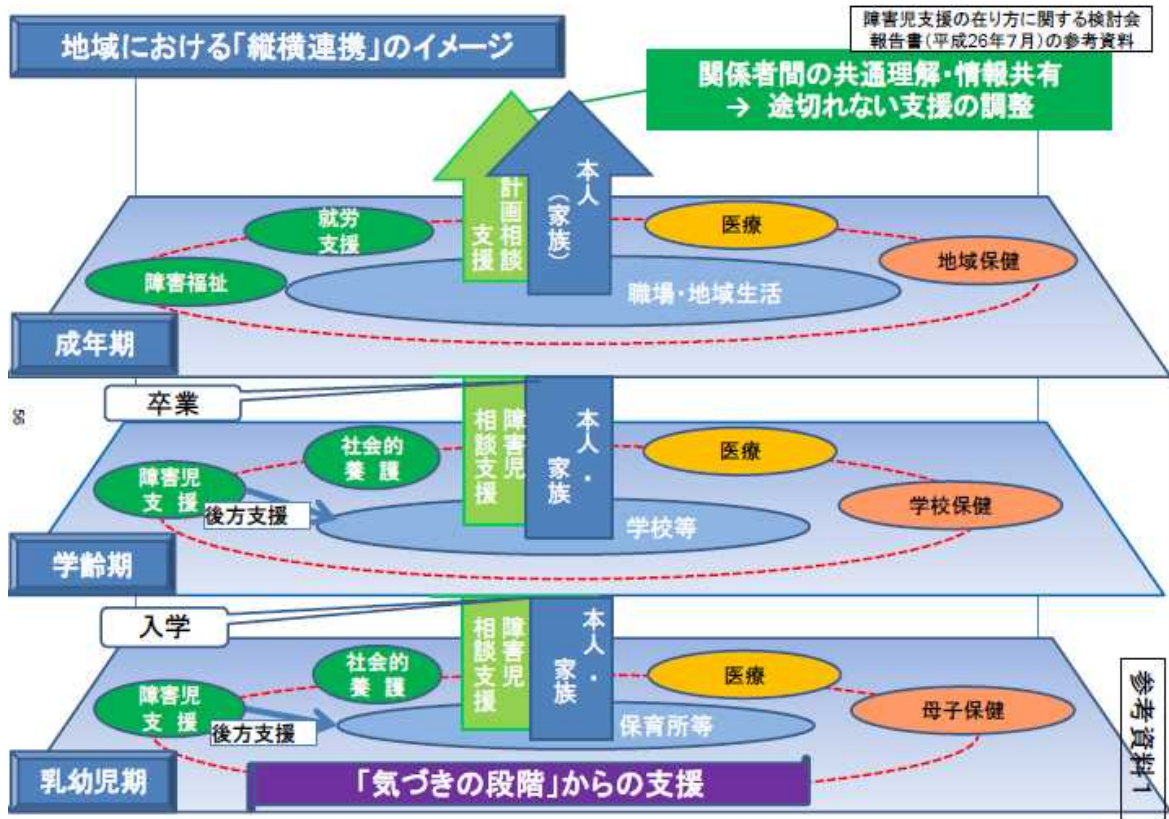 地域における「縦横連携」のイメージ
障害児支援の在り方に関する検討会
報告書(平成26年7月)の参考資料
関係者間の共通理解・情報共有
→ 途切れない支援の調整
計画相談
支援
本人
(家族)
就労
支援
医療
障害福祉
地域保健
職場・地域生活
成年期
卒業
56
障害児
相談支援
本人・
家族
社会的
養護
医療
障害児
支援
後方支援
学校保健
学校等
学齢期
入学
障害児
相談支援
本人・
家族
社会的
養護
医療
障害児
支援
後方支援
母子保健
保育所等
「気づきの段階」からの支援
乳幼児期
参考資料1